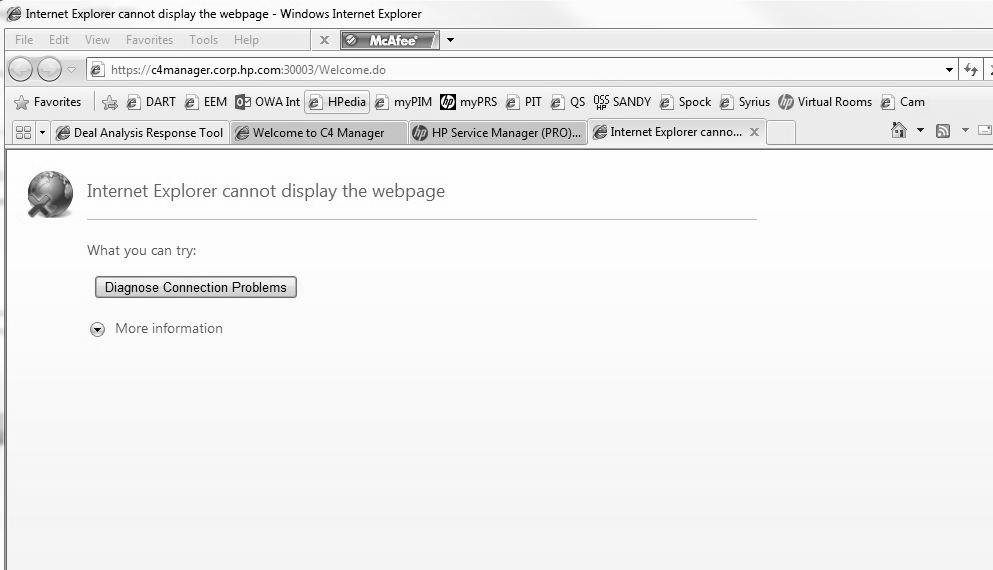 Internet Explorer cannot display the webpage - Windows Internet Explorer
File Edit View Favorites Tools Help X McAfee
https://c4manager.corp.hp.com:30003/Welcome.do
Favorites DART EEM OWA Int HPedia myPIM hp myPRS PIT QS OSS HP SANDY Spock Syrius hp Virtual Rooms Cam
Deal Analysis Response Tool Welcome to C4 Manager hp HP Service Manager (PRO)... Internet Explorer canno... X
Internet Explorer cannot display the webpage
What you can try:
Diagnose Connection Problems
More information